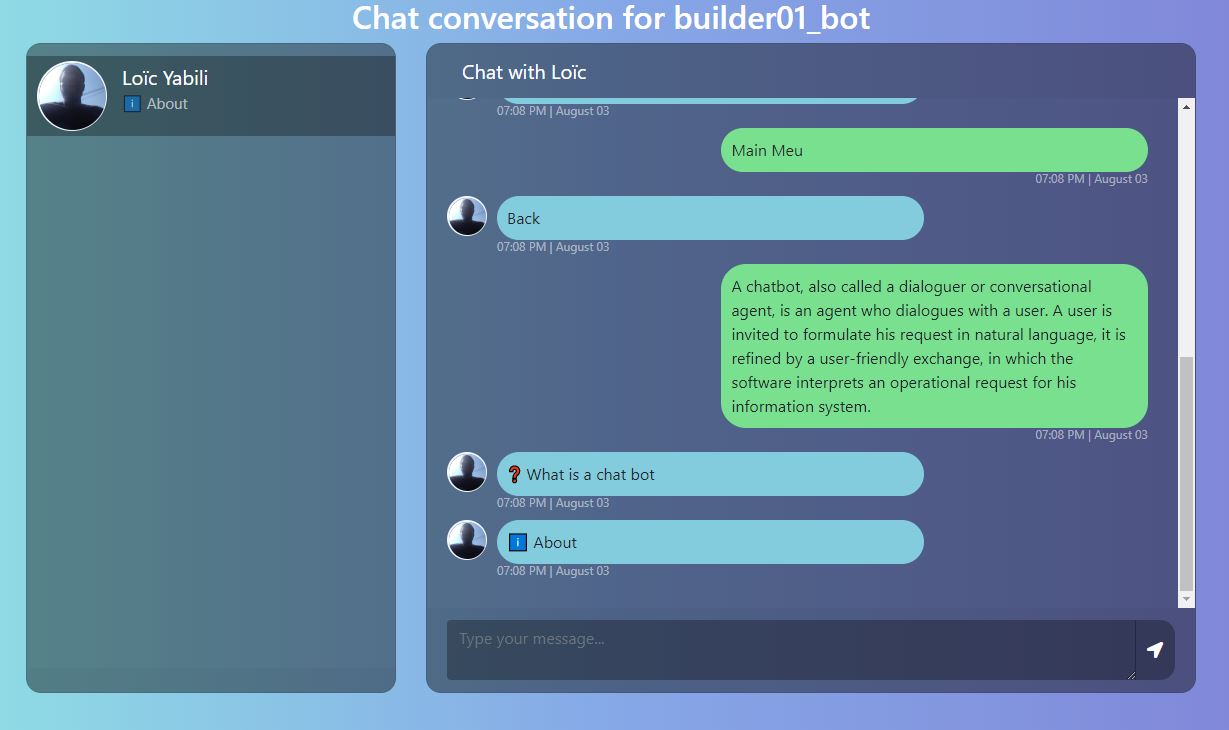 Chat conversation for builder01_bot
Loïc Yabili
i About
Chat with Loïc
07:08 PM | August 03
Main Meu
07:08 PM | August 03
Back
07:08 PM | August 03
A chatbot, also called a dialoguer or conversational
agent, is an agent who dialogues with a user. A user is
invited to formulate his request in natural language, it is
refined by a user-friendly exchange, in which the
software interprets an operational request for his
information system.
07:08 PM | August 03
❓ What is a chat bot
07:08 PM | August 03
i About
07:08 PM | August 03
Type your message...